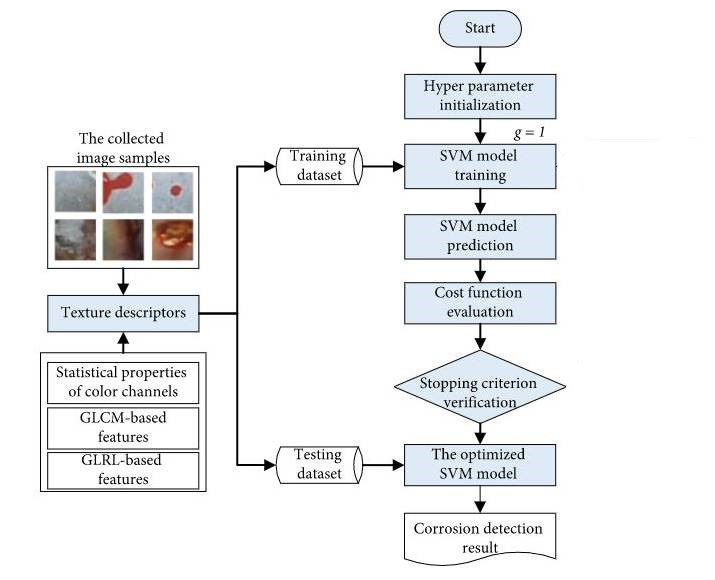 Start
Hyper parameter
initialization
g = 1
The collected
image samples
Training
dataset
SVM model
training
SVM model
prediction
Texture descriptors
Cost function
evaluation
Statistical properties
of color channels
GLCM-based
features
GLRL-based
features
Stopping criterion
verification
Testing
dataset
The optimized
SVM model
Corrosion detection
result